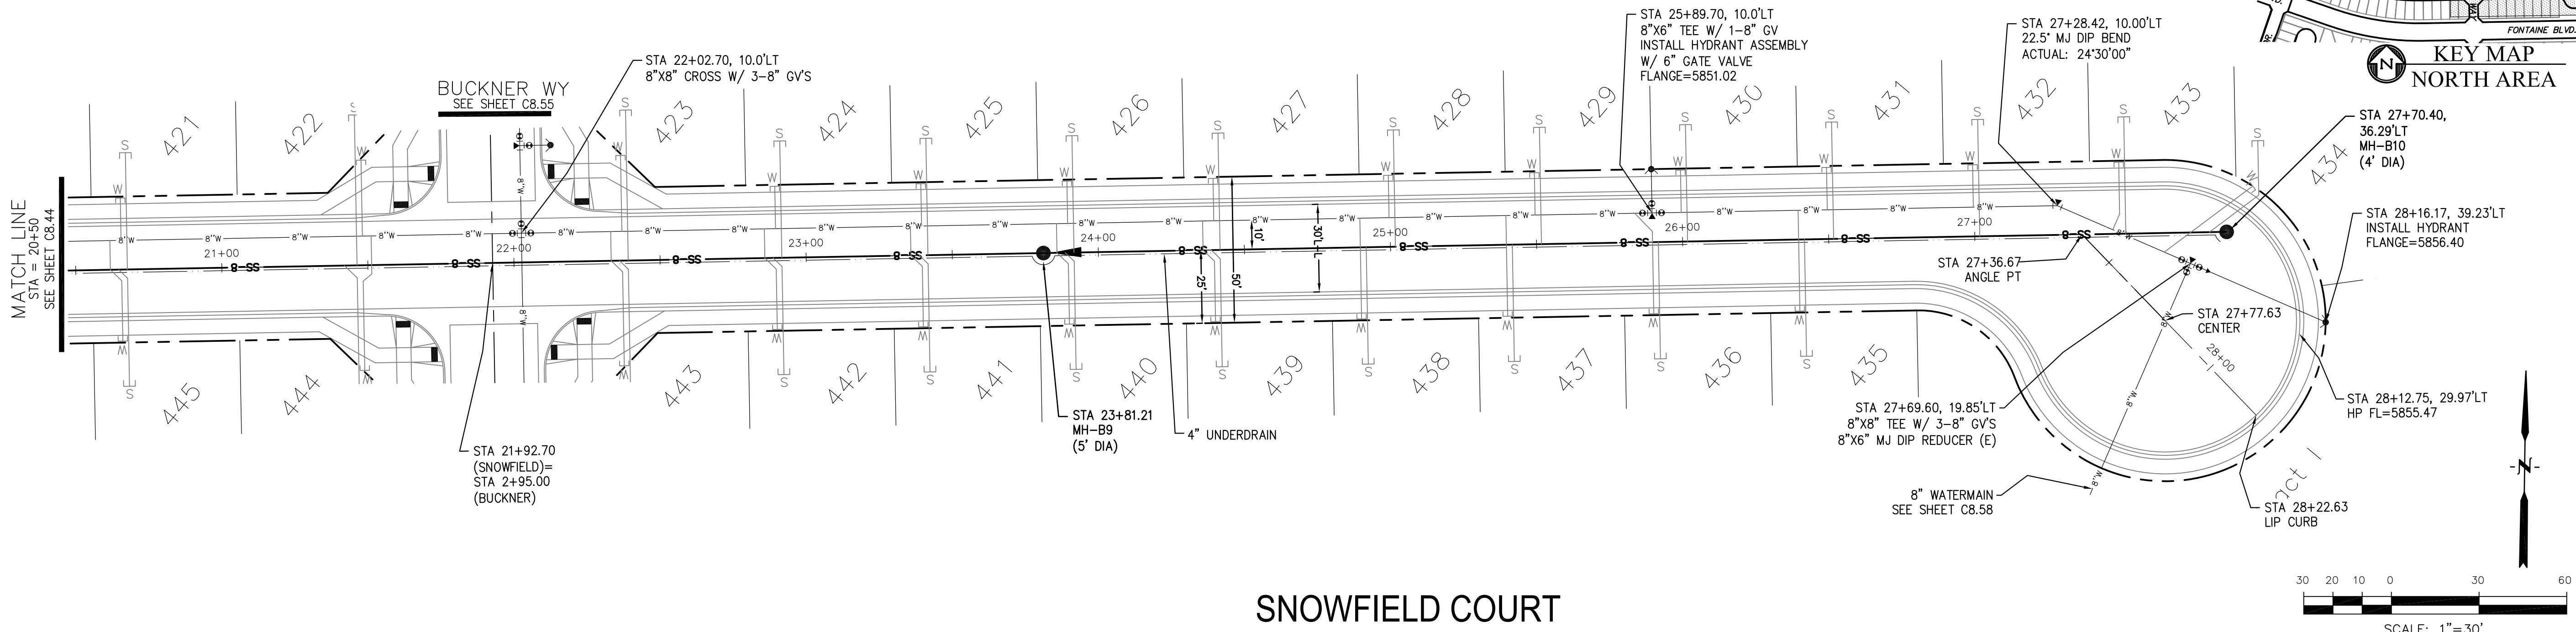 FONTAINE BLVD.
WAY
N
KEY MAP
NORTH AREA
STA 22+02.70, 10.0'LT
8"X8" CROSS W/ 3-8" GV'S
BUCKNER WY
SEE SHEET C8.55
STA 25+89.70, 10.0'LT
8"X6" TEE W/ 1-8" GV
INSTALL HYDRANT ASSEMBLY
W/ 6" GATE VALVE
FLANGE=5851.02
STA 27+28.42, 10.00'LT
22.5° MJ DIP BEND
ACTUAL: 24°30'00"
STA 27+70.40,
36.29'LT
MH-B10
(4' DIA)
421
422
423
424
425
426
427
428
429
430
431
432
433
434
MATCH LINE
STA = 20+50
SEE SHEET C8.44
21+00
22+00
23+00
24+00
25+00
26+00
27+00
28+00
8"W
SS-8
10'
30'L-L
25'
50'
STA 28+16.17, 39.23'LT
INSTALL HYDRANT
FLANGE=5856.40
STA 27+36.67
ANGLE PT
STA 27+77.63
CENTER
445
444
443
442
441
440
439
438
437
436
435
STA 21+92.70
(SNOWFIELD)=
STA 2+95.00
(BUCKNER)
STA 23+81.21
MH-B9
(5' DIA)
4" UNDERDRAIN
STA 27+69.60, 19.85'LT
8"X8" TEE W/ 3-8" GV'S
8"X6" MJ DIP REDUCER (E)
STA 28+12.75, 29.97'LT
HP FL=5855.47
8" WATERMAIN
SEE SHEET C8.58
STA 28+22.63
LIP CURB
N
SNOWFIELD COURT
30 20 10 0 30 60
SCALE: 1"=30'